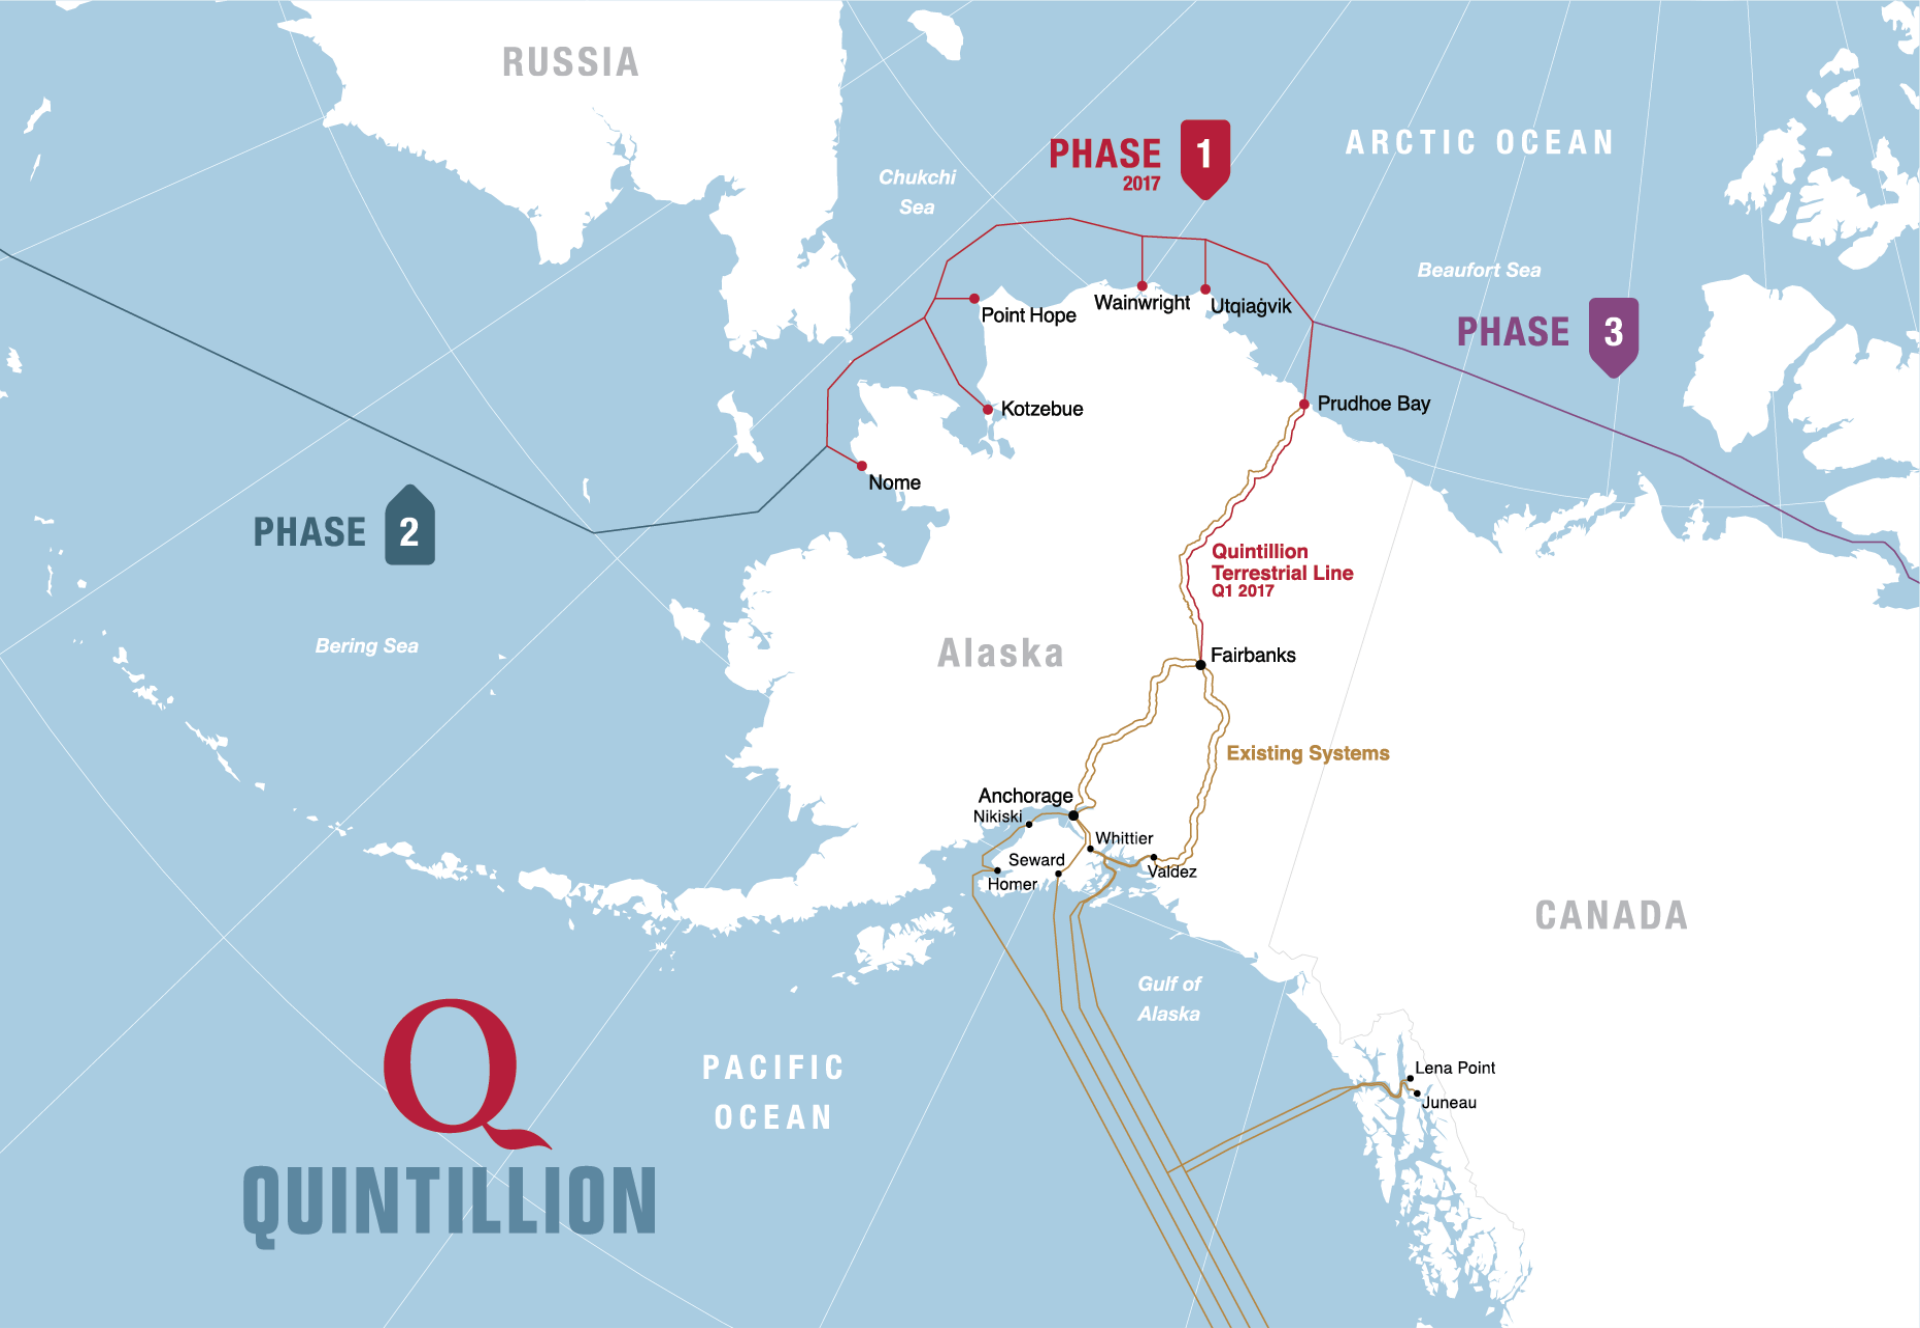 RUSSIA
PHASE 1
2017
ARCTIC OCEAN
Chukchi
Sea
Beaufort Sea
PHASE 3
Point Hope
Wainwright
Utqiaġvik
Kotzebue
Prudhoe Bay
Nome
PHASE 2
Quintillion
Terrestrial Line
Q1 2017
Bering Sea
Alaska
Fairbanks
Existing Systems
Anchorage
Nikiski
Whittier
Seward
Homer
Valdez
CANADA
Gulf of
Alaska
PACIFIC
OCEAN
Lena Point
Juneau
Q
QUINTILLION